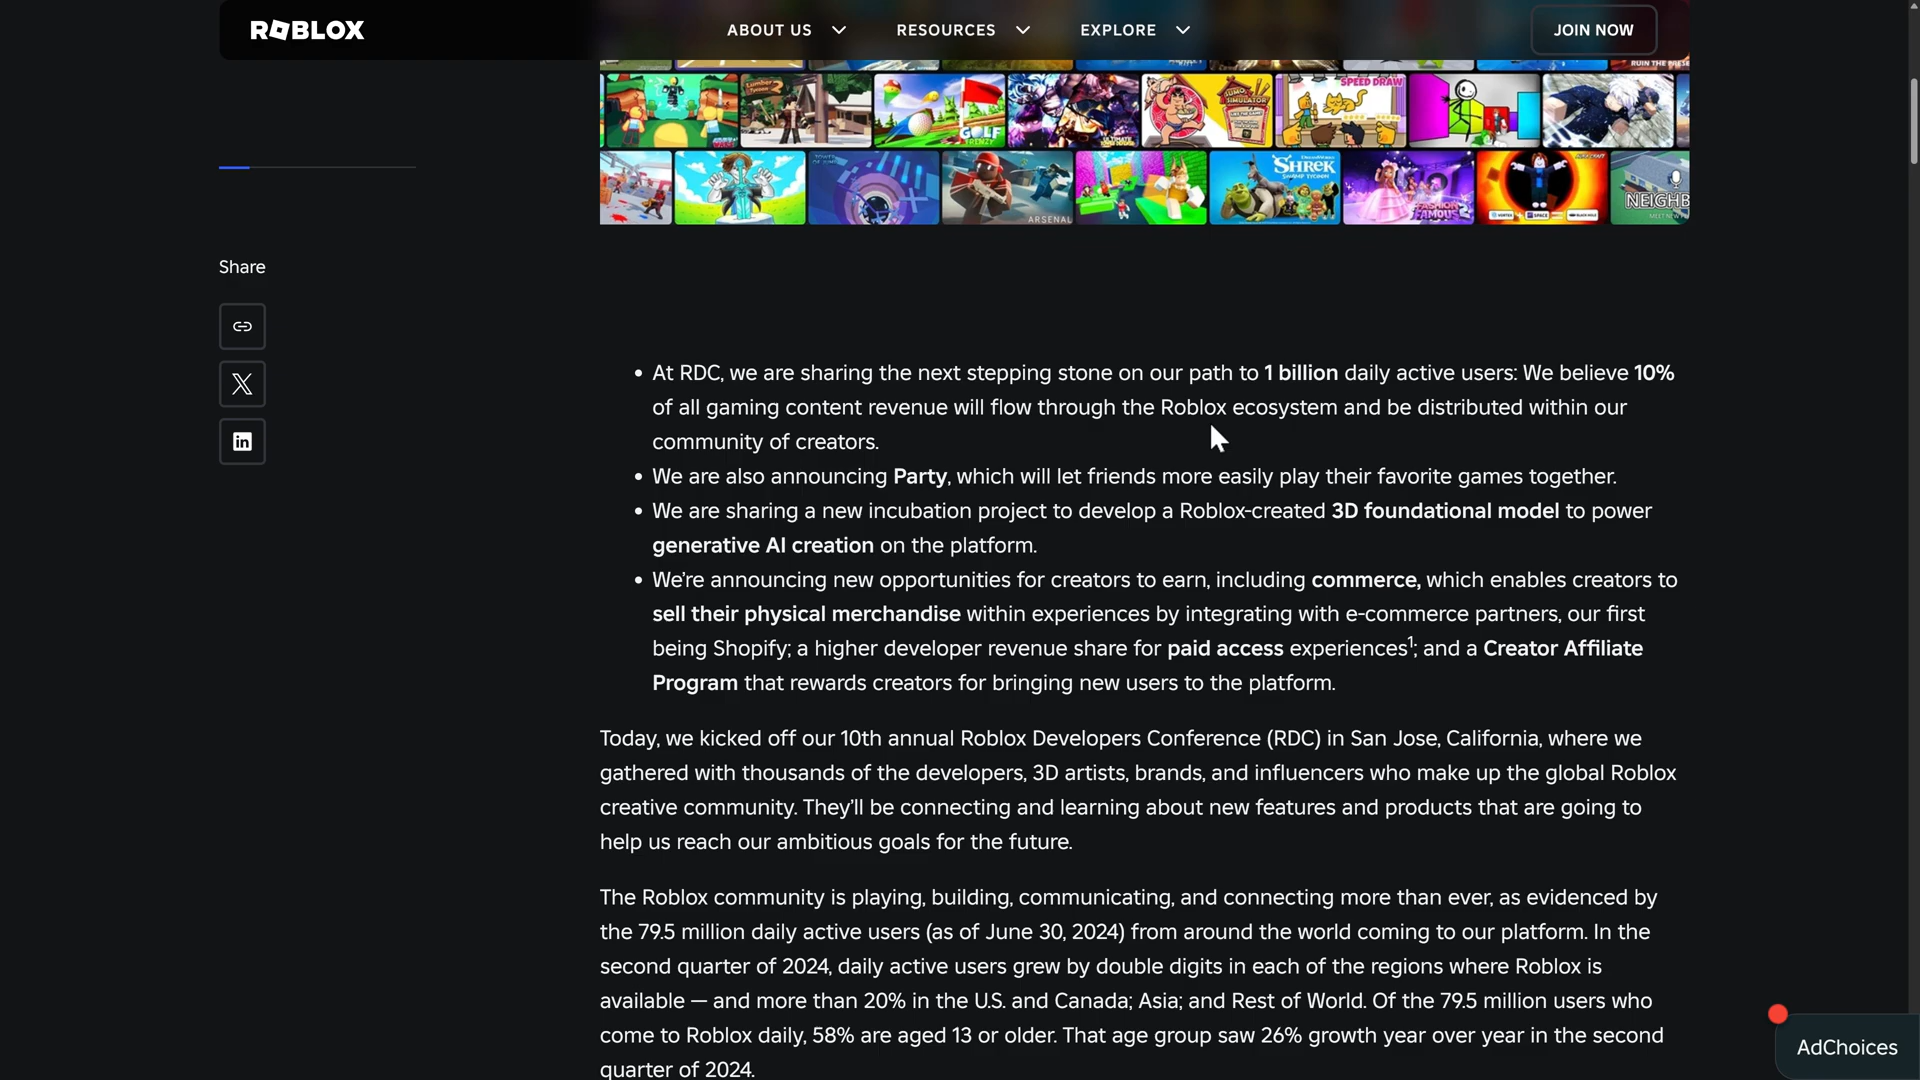 ROBLOX
ABOUT US
RESOURCES
EXPLORE
JOIN NOW
SPEED DRAW
SUMO SIMULATOR
GOLF
ARSENAL
SHREK
SWAMP TYCOON
FASHION FAMOUS 2
NEIGHB
Share
At RDC, we are sharing the next stepping stone on our path to 1 billion daily active users: We believe 10%
of all gaming content revenue will flow through the Roblox ecosystem and be distributed within our
community of creators.
We are also announcing Party, which will let friends more easily play their favorite games together.
We are sharing a new incubation project to develop a Roblox-created 3D foundational model to power
generative AI creation on the platform.
We're announcing new opportunities for creators to earn, including commerce, which enables creators to
sell their physical merchandise within experiences by integrating with e-commerce partners, our first
being Shopify; a higher developer revenue share for paid access experiences¹; and a Creator Affiliate
Program that rewards creators for bringing new users to the platform.
Today, we kicked off our 10th annual Roblox Developers Conference (RDC) in San Jose, California, where we
gathered with thousands of the developers, 3D artists, brands, and influencers who make up the global Roblox
creative community. They'll be connecting and learning about new features and products that are going to
help us reach our ambitious goals for the future.
The Roblox community is playing, building, communicating, and connecting more than ever, as evidenced by
the 79.5 million daily active users (as of June 30, 2024) from around the world coming to our platform. In the
second quarter of 2024, daily active users grew by double digits in each of the regions where Roblox is
available — and more than 20% in the U.S. and Canada; Asia; and Rest of World. Of the 79.5 million users who
come to Roblox daily, 58% are aged 13 or older. That age group saw 26% growth year over year in the second
quarter of 2024.
AdChoices